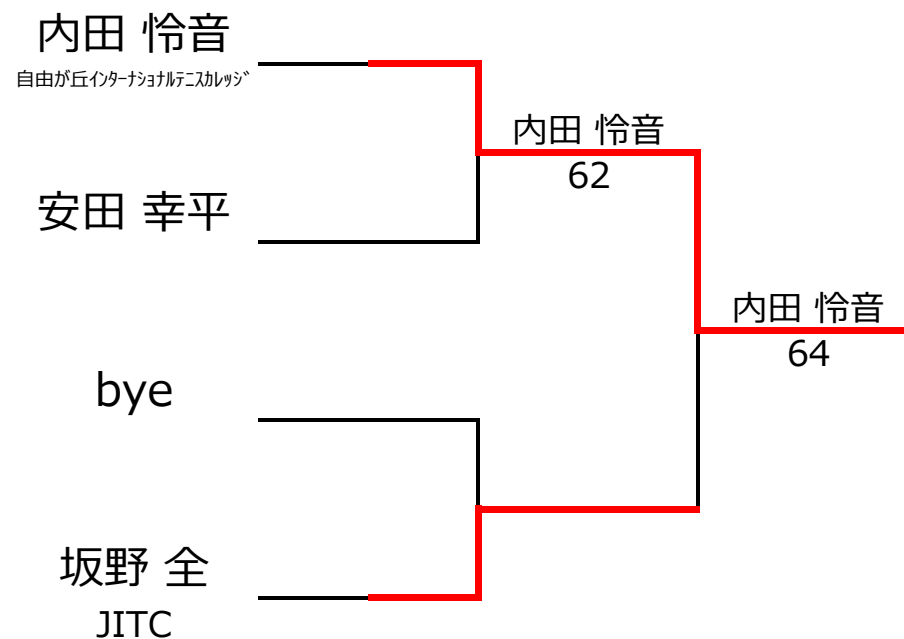 内田 怜音
自由が丘インターナショナルテニスカレッジ
内田 怜音
62
安田 幸平
内田 怜音
64
bye
坂野 全
JITC